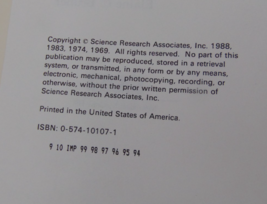 Copyright © Science Research Associates, Inc. 1988.
1983, 1974, 1969. All rights reserved. No part of this
publication may be reproduced, stored in a retrieval
system, or transmitted, in any form or by any means,
electronic, mechanical, photocopying, recording, or
otherwise, without the prior written permission of
Science Research Associates, Inc.
Printed in the United States of America.
ISBN: 0-574-10107-1
9 10 IMP 99 98 97 96 95 94